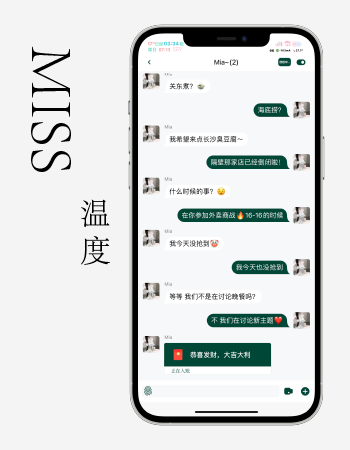 MISS
温度
03:54
Mia~(2)
Mia
关东煮？🍲
海底捞？
Mia
我希望来点长沙臭豆腐~
隔壁那家店已经倒闭啦！
Mia
什么时候的事？😏
在你参加外卖商战🔥16-16的时候
Mia
我今天没抢到🤡
我今天也没抢到
Mia
等等 我们不是在讨论晚餐吗？
不 我们在讨论新主题❤️
Mia
恭喜发财，大吉大利